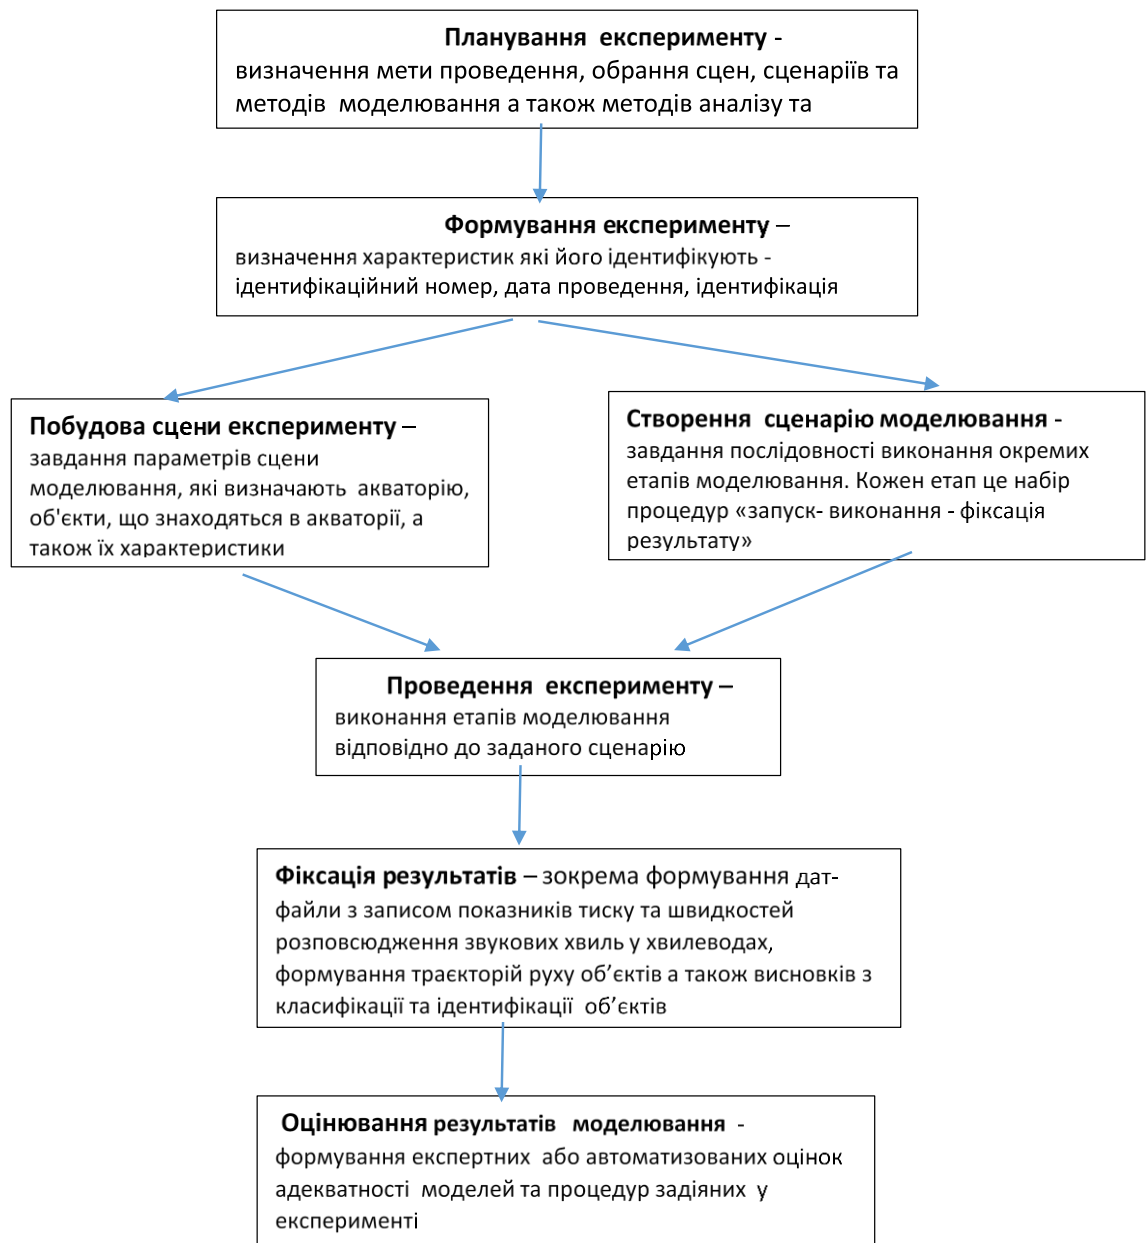 Планування експерименту -
визначення мети проведення, обрання сцен, сценаріїв та
методів моделювання а також методів аналізу та
Формування експерименту –
визначення характеристик які його ідентифікують -
ідентифікаційний номер, дата проведення, ідентифікація
Побудова сцени експерименту –
завдання параметрів сцени
моделювання, які визначають акваторію,
об'єкти, що знаходяться в акваторії, а
також їх характеристики
Створення сценарію моделювання -
завдання послідовності виконання окремих
етапів моделювання. Кожен етап це набір
процедур «запуск- виконання - фіксація
результату»
Проведення експерименту –
виконання етапів моделювання
відповідно до заданого сценарію
Фіксація результатів – зокрема формування дат-
файли з записом показників тиску та швидкостей
розповсюдження звукових хвиль у хвилеводах,
формування траєкторій руху об’єктів а також висновків з
класифікації та ідентифікації об’єктів
Оцінювання результатів моделювання -
формування експертних або автоматизованих оцінок
адекватності моделей та процедур задіяних у
експерименті